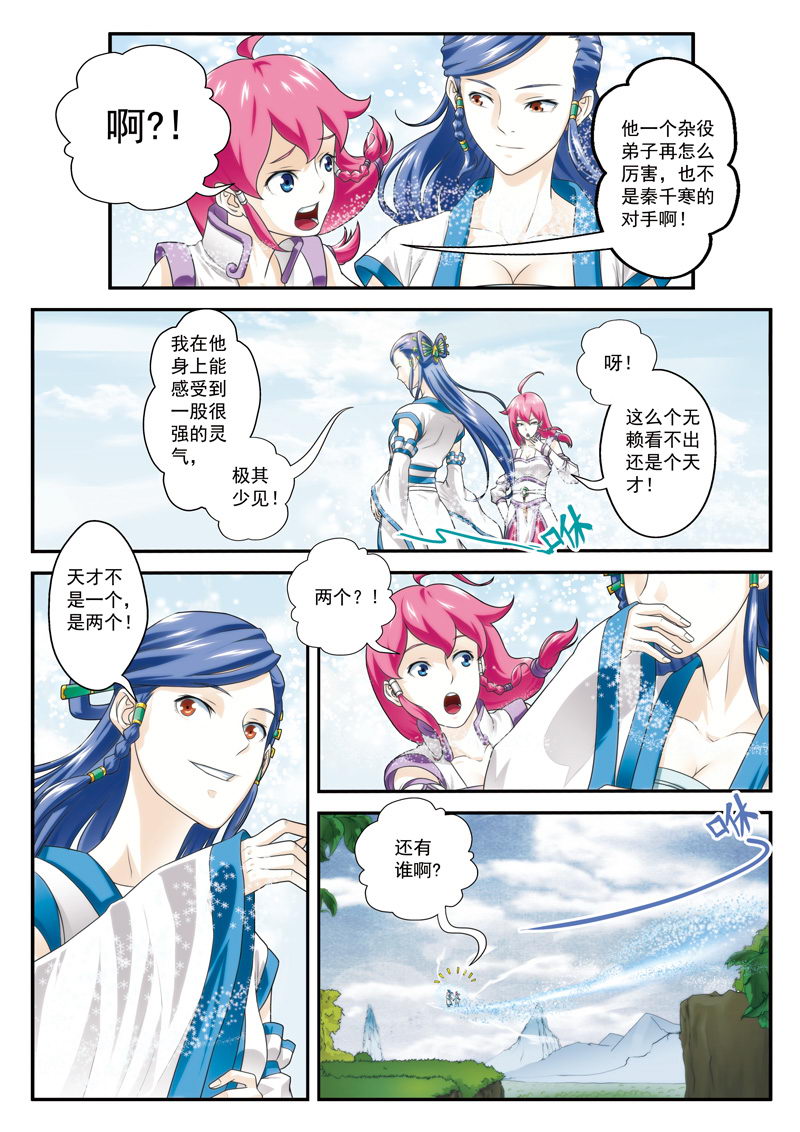 啊?!
他一个杂役
弟子再怎么
厉害，也不
是秦千寒的
对手啊！
我在他
身上能
感受到
一股很
强的灵
气，
极其
少见！
呀！
这么个无
赖看不出
还是个天
才！
咻
天才不
是一个，
是两个！
两个？！
还有
谁啊?
咻